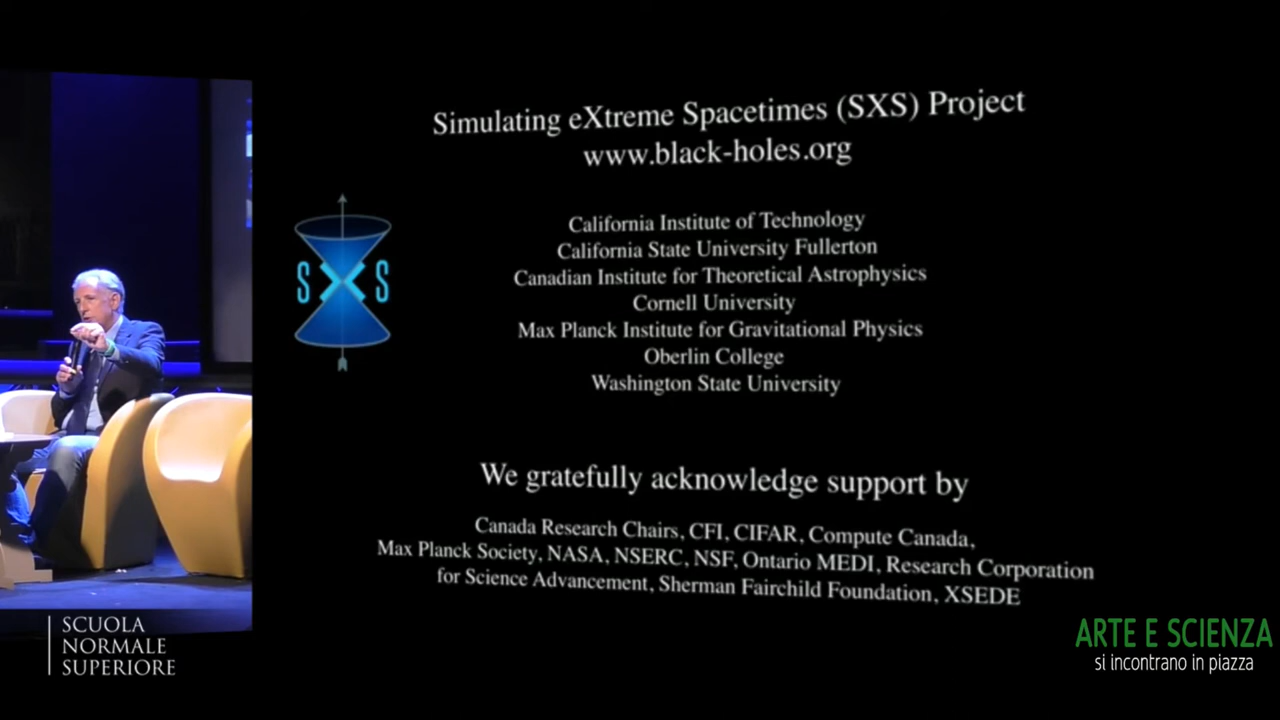 Simulating eXtreme Spacetimes (SXS) Project
www.black-holes.org
SXS
California Institute of Technology
California State University Fullerton
Canadian Institute for Theoretical Astrophysics
Cornell University
Max Planck Institute for Gravitational Physics
Oberlin College
Washington State University
We gratefully acknowledge support by
Canada Research Chairs, CFI, CIFAR, Compute Canada,
Max Planck Society, NASA, NSERC, NSF, Ontario MEDI, Research Corporation
for Science Advancement, Sherman Fairchild Foundation, XSEDE
SCUOLA
NORMALE
SUPERIORE
ARTE E SCIENZA
si incontrano in piazza